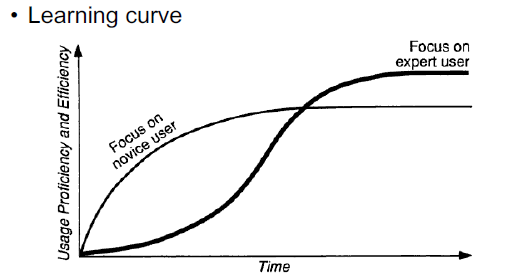 • Learning curve
Focus on
expert user
Focus on
novice user
Usage Proficiency and Efficiency
Time